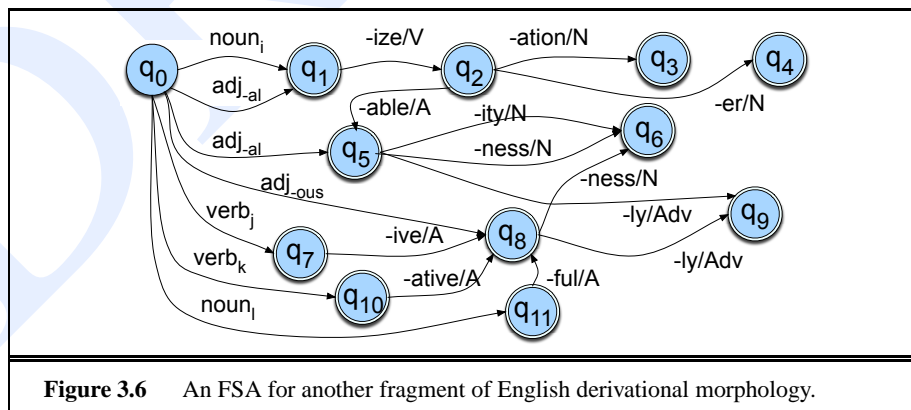 noun_i
-ize/V
-ation/N
q_0
q_1
q_2
q_3
q_4
adj_-al
-er/N
-able/A
-ity/N
adj_-al
q_5
q_6
-ness/N
adj_-ous
-ness/N
verb_j
-ly/Adv
q_9
q_7
-ive/A
q_8
verb_k
-ly/Adv
q_10
-ative/A
-ful/A
noun_l
q_11
Figure 3.6 An FSA for another fragment of English derivational morphology.